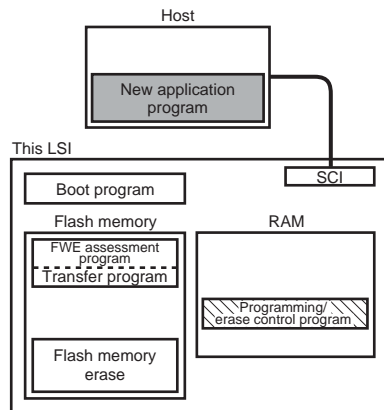 Host
New application
program
This LSI
SCI
Boot program
Flash memory
RAM
FWE assessment
program
Transfer program
Programming/
erase control program
Flash memory
erase